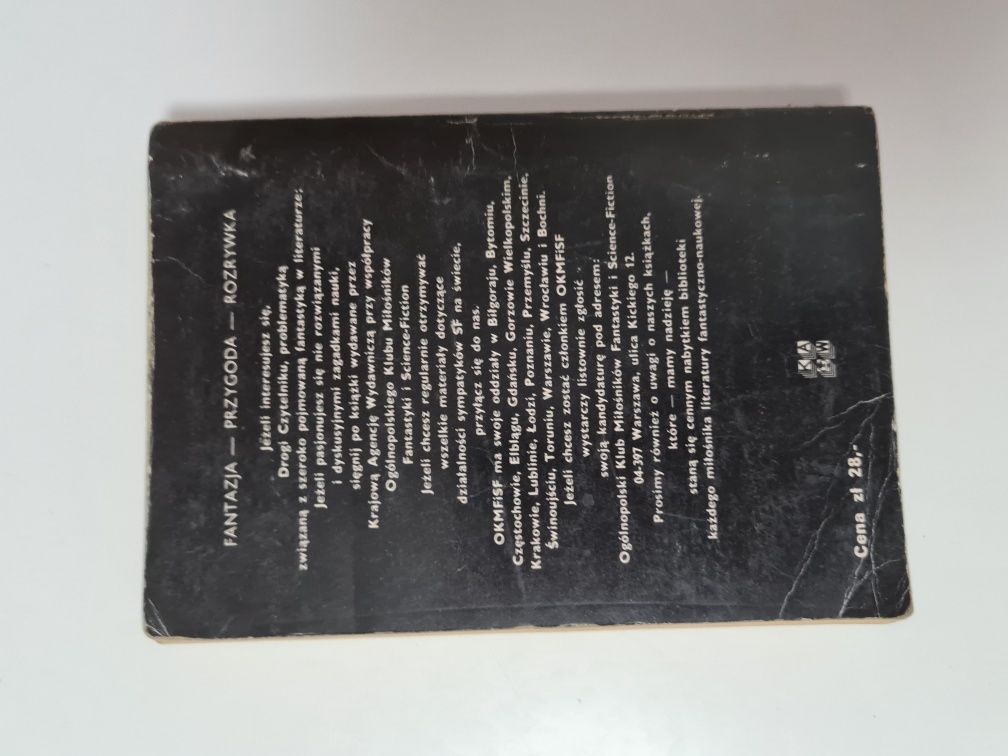 FANTAZJA — PRZYGODA — ROZRYWKA
Jeżeli interesujesz się,
Drogi Czytelniku, problematyką
związaną z szeroko pojmowaną fantastyką w literaturze;
Jeżeli pasjonujesz się nie rozwiązanymi
i dyskusyjnymi zagadkami nauki,
sięgnij po książki wydawane przez
Krajową Agencję Wydawniczą przy współpracy
Ogólnopolskiego Klubu Miłośników
Fantastyki i Science-Fiction
Jeżeli chcesz regularnie otrzymywać
wszelkie materiały dotyczące
działalności sympatyków SF na świecie,
przyłącz się do nas.
OKMFiSF ma swoje oddziały w Biłgoraju, Bytomiu,
Częstochowie, Elblągu, Gdańsku, Gorzowie Wielkopolskim,
Krakowie, Lublinie, Łodzi, Poznaniu, Przemyślu, Szczecinie,
Świnoujściu, Toruniu, Warszawie, Wrocławiu i Bochni.
Jeżeli chcesz zostać członkiem OKMFiSF
wystarczy listownie zgłosić
swoją kandydaturę pod adresem:
Ogólnopolski Klub Miłośników Fantastyki i Science-Fiction
04-397 Warszawa, ulica Kickiego 12.
Prosimy również o uwagi o naszych książkach,
które — mamy nadzieję —
staną się cennym nabytkiem biblioteki
każdego miłośnika literatury fantastyczno-naukowej.
KAW
Cena zł 28,-